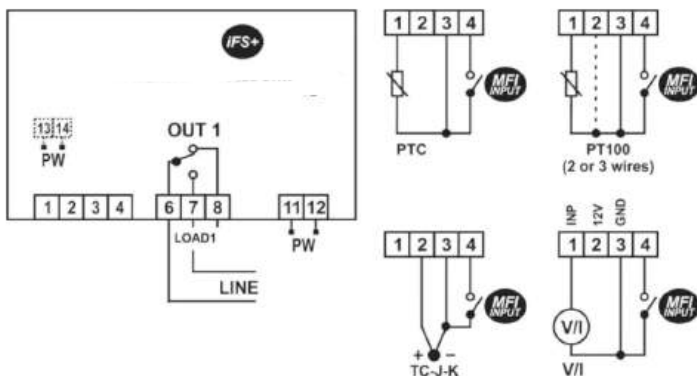 iFS+
13 14
PW
OUT 1
1 2 3 4
6 7 8
11 12
LOAD1
PW
LINE
1 2 3 4
MFI
INPUT
PTC
1 2 3 4
MFI
INPUT
PT100
(2 or 3 wires)
1 2 3 4
MFI
INPUT
+ −
TC-J-K
INP
12V
GND
1 2 3 4
V/I
MFI
INPUT
V/I